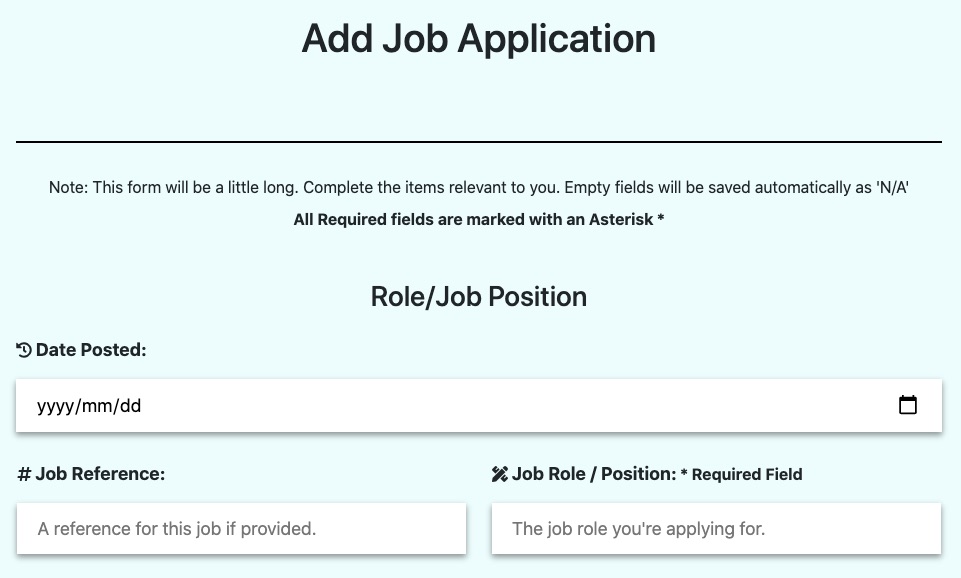 Add Job Application
Note: This form will be a little long. Complete the items relevant to you. Empty fields will be saved automatically as 'N/A'
All Required fields are marked with an Asterisk *
Role/Job Position
Date Posted:
yyyy/mm/dd
# Job Reference:
A reference for this job if provided.
Job Role / Position: * Required Field
The job role you're applying for.